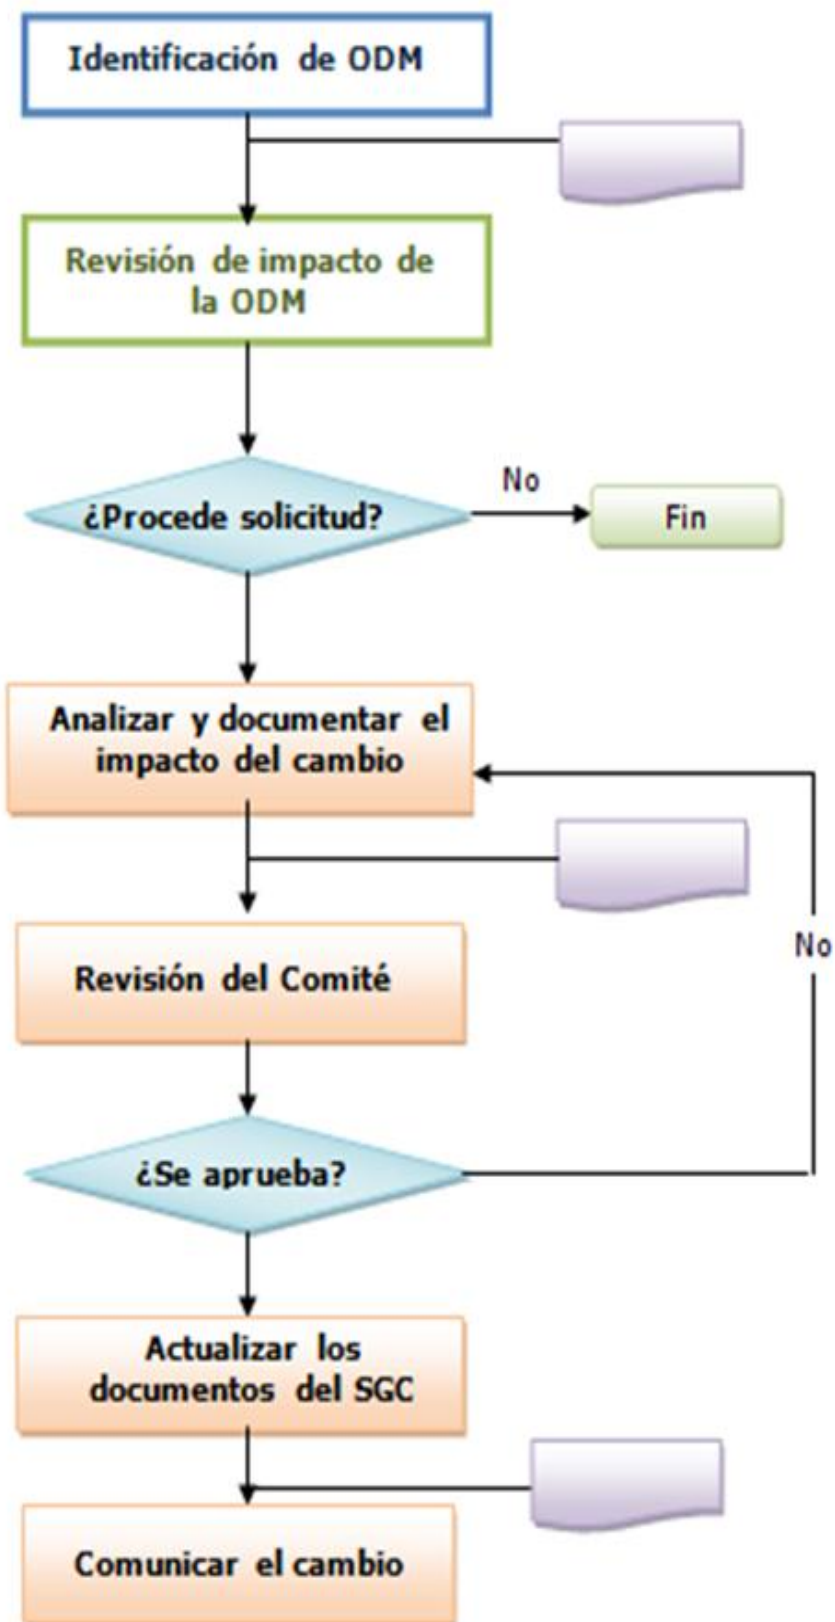 Identificación de ODM
Revisión de impacto de
la ODM
¿Procede solicitud?
No
Fin
Analizar y documentar el
impacto del cambio
No
Revisión del Comité
¿Se aprueba?
Actualizar los
documentos del SGC
Comunicar el cambio